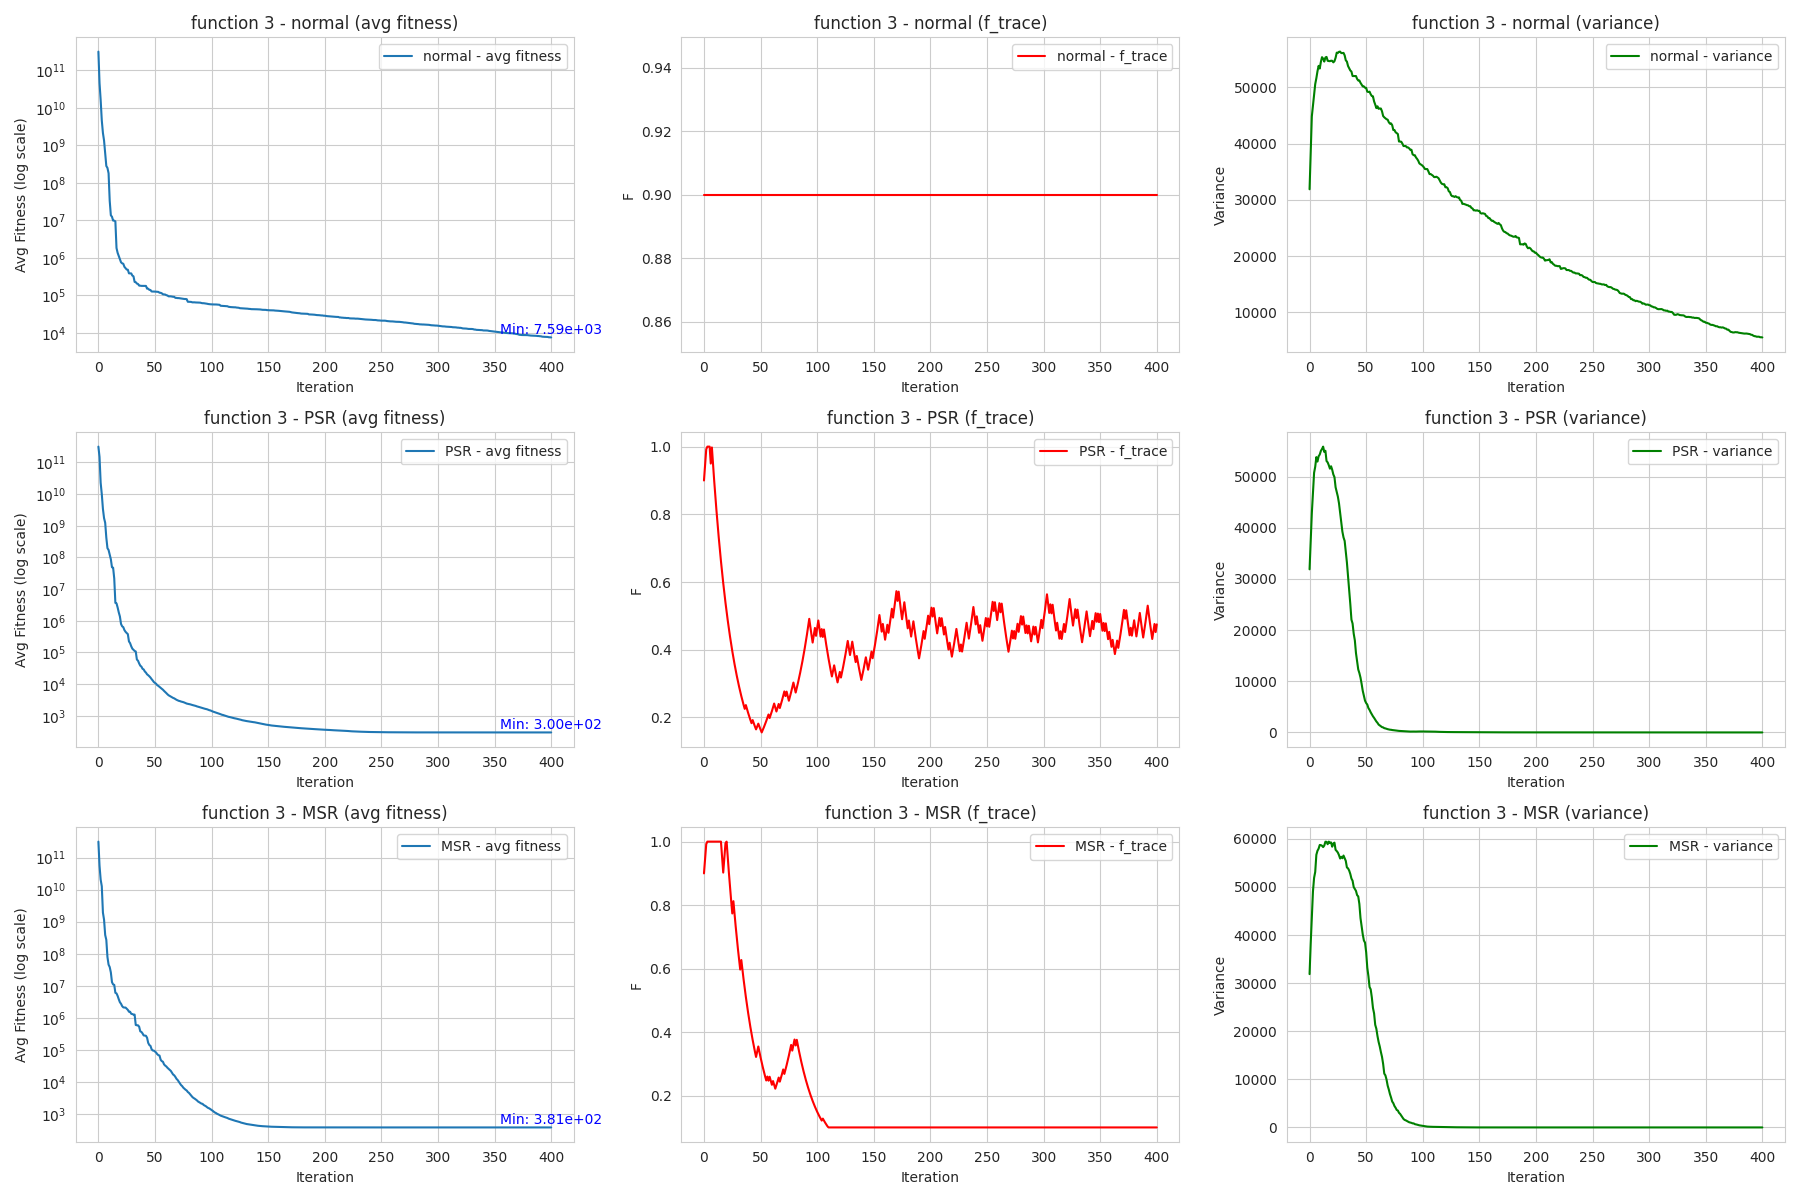 function 3 - normal (avg fitness)
normal - avg fitness
Avg Fitness (log scale)
10^11
10^10
10^9
10^8
10^7
10^6
10^5
10^4
Min: 7.59e+03
0 50 100 150 200 250 300 350 400
Iteration
function 3 - normal (f_trace)
normal - f_trace
F
0.94
0.92
0.90
0.88
0.86
0 50 100 150 200 250 300 350 400
Iteration
function 3 - normal (variance)
normal - variance
Variance
50000
40000
30000
20000
10000
0 50 100 150 200 250 300 350 400
Iteration
function 3 - PSR (avg fitness)
PSR - avg fitness
Avg Fitness (log scale)
10^11
10^10
10^9
10^8
10^7
10^6
10^5
10^4
10^3
Min: 3.00e+02
0 50 100 150 200 250 300 350 400
Iteration
function 3 - PSR (f_trace)
PSR - f_trace
F
1.0
0.8
0.6
0.4
0.2
0 50 100 150 200 250 300 350 400
Iteration
function 3 - PSR (variance)
PSR - variance
Variance
50000
40000
30000
20000
10000
0
0 50 100 150 200 250 300 350 400
Iteration
function 3 - MSR (avg fitness)
MSR - avg fitness
Avg Fitness (log scale)
10^11
10^10
10^9
10^8
10^7
10^6
10^5
10^4
10^3
Min: 3.81e+02
0 50 100 150 200 250 300 350 400
Iteration
function 3 - MSR (f_trace)
MSR - f_trace
F
1.0
0.8
0.6
0.4
0.2
0 50 100 150 200 250 300 350 400
Iteration
function 3 - MSR (variance)
MSR - variance
Variance
60000
50000
40000
30000
20000
10000
0
0 50 100 150 200 250 300 350 400
Iteration